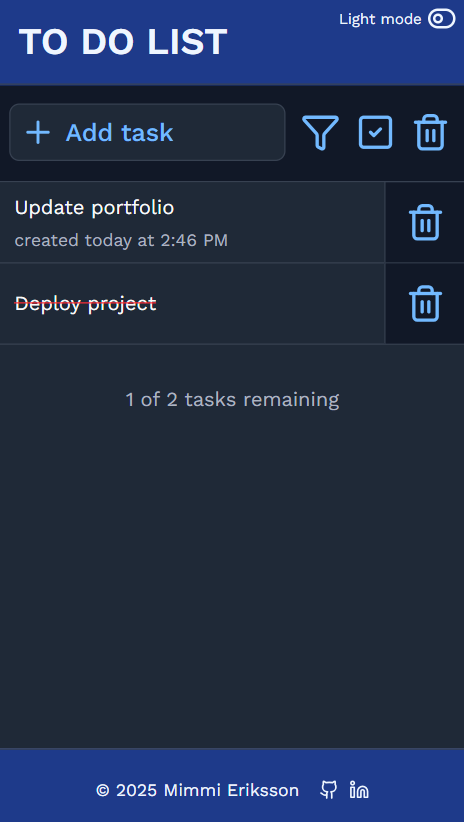 TO DO LIST
Light mode
Add task
Update portfolio
created today at 2:46 PM
Deploy project
1 of 2 tasks remaining
© 2025 Mimmi Eriksson